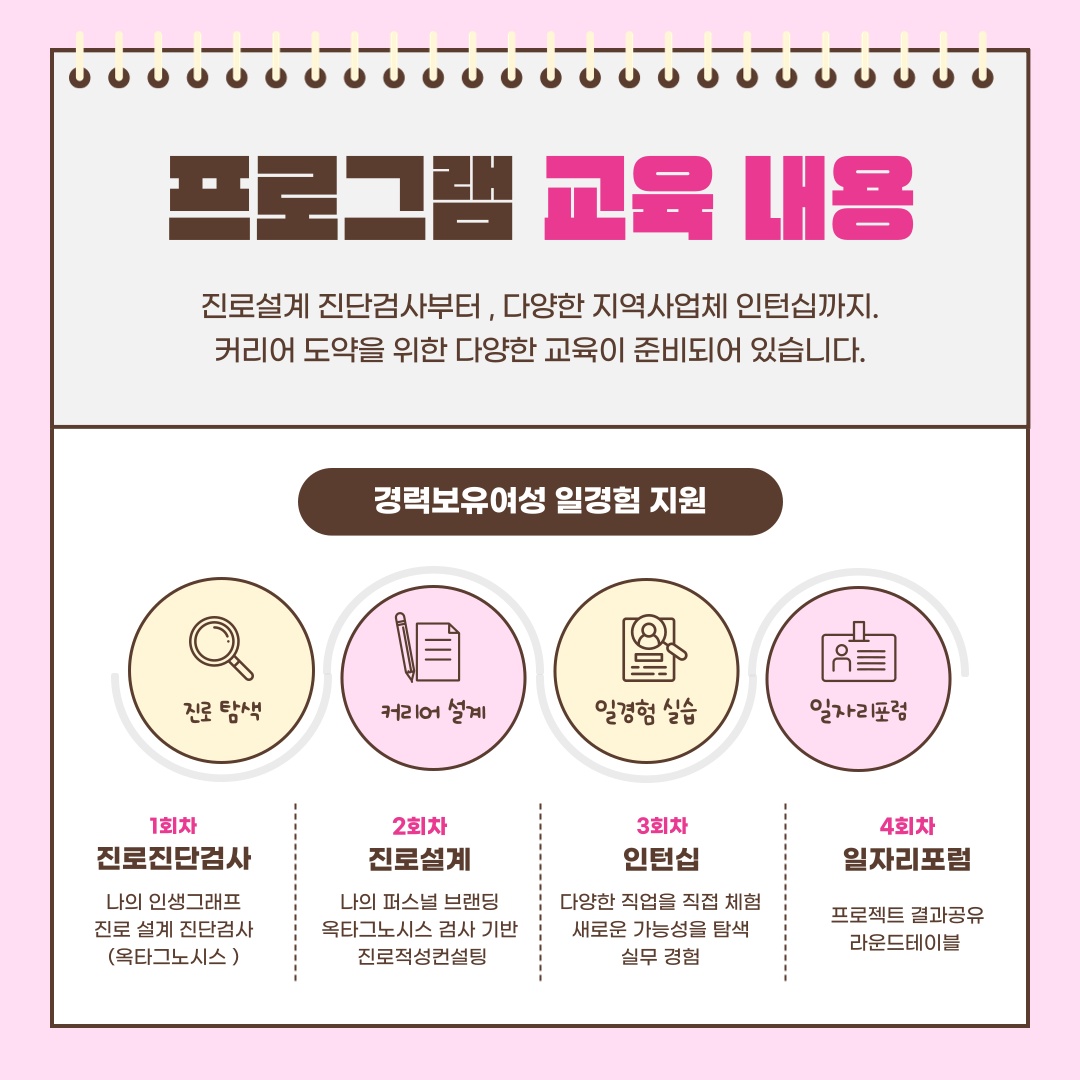 프로그램 교육 내용
진로설계 진단검사부터 , 다양한 지역사업체 인턴십까지.
커리어 도약을 위한 다양한 교육이 준비되어 있습니다.
경력보유여성 일경험 지원
진로 탐색
커리어 설계
일경험 실습
일자리포럼
1회차
진로진단검사
나의 인생그래프
진로 설계 진단검사
(옥타그노시스 )
2회차
진로설계
나의 퍼스널 브랜딩
옥타그노시스 검사 기반
진로적성컨설팅
3회차
인턴십
다양한 직업을 직접 체험
새로운 가능성을 탐색
실무 경험
4회차
일자리포럼
프로젝트 결과공유
라운드테이블